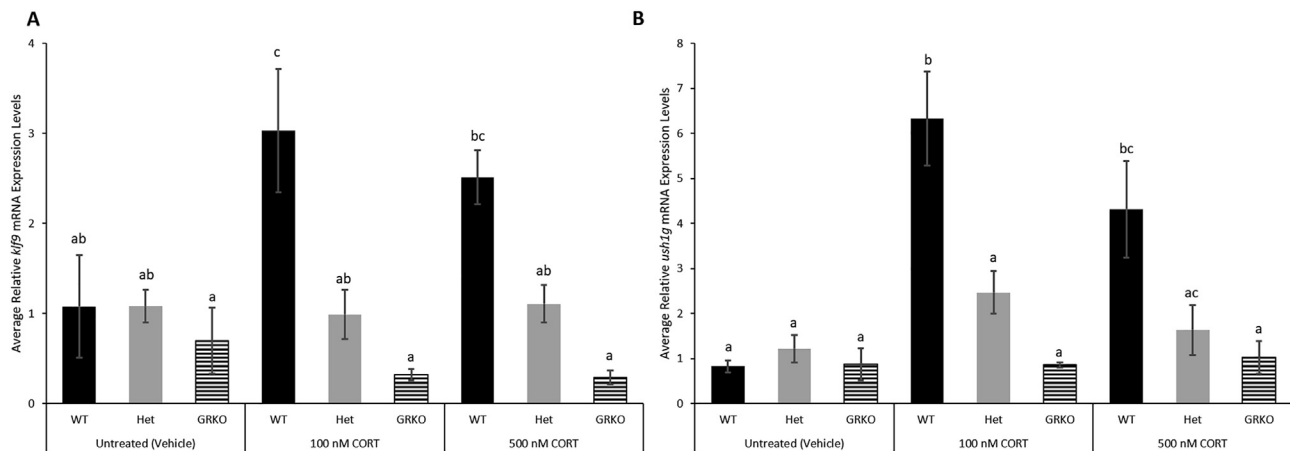 A
Average Relative klf9 mRNA Expression Levels
4
3
2
1
0
ab
ab
a
c
ab
a
bc
ab
a
WT
Het
GRKO
WT
Het
GRKO
WT
Het
GRKO
Untreated (Vehicle)
100 nM CORT
500 nM CORT
B
Average Relative ush1g mRNA Expression Levels
8
7
6
5
4
3
2
1
0
a
a
a
b
a
a
bc
ac
a
WT
Het
GRKO
WT
Het
GRKO
WT
Het
GRKO
Untreated (Vehicle)
100 nM CORT
500 nM CORT